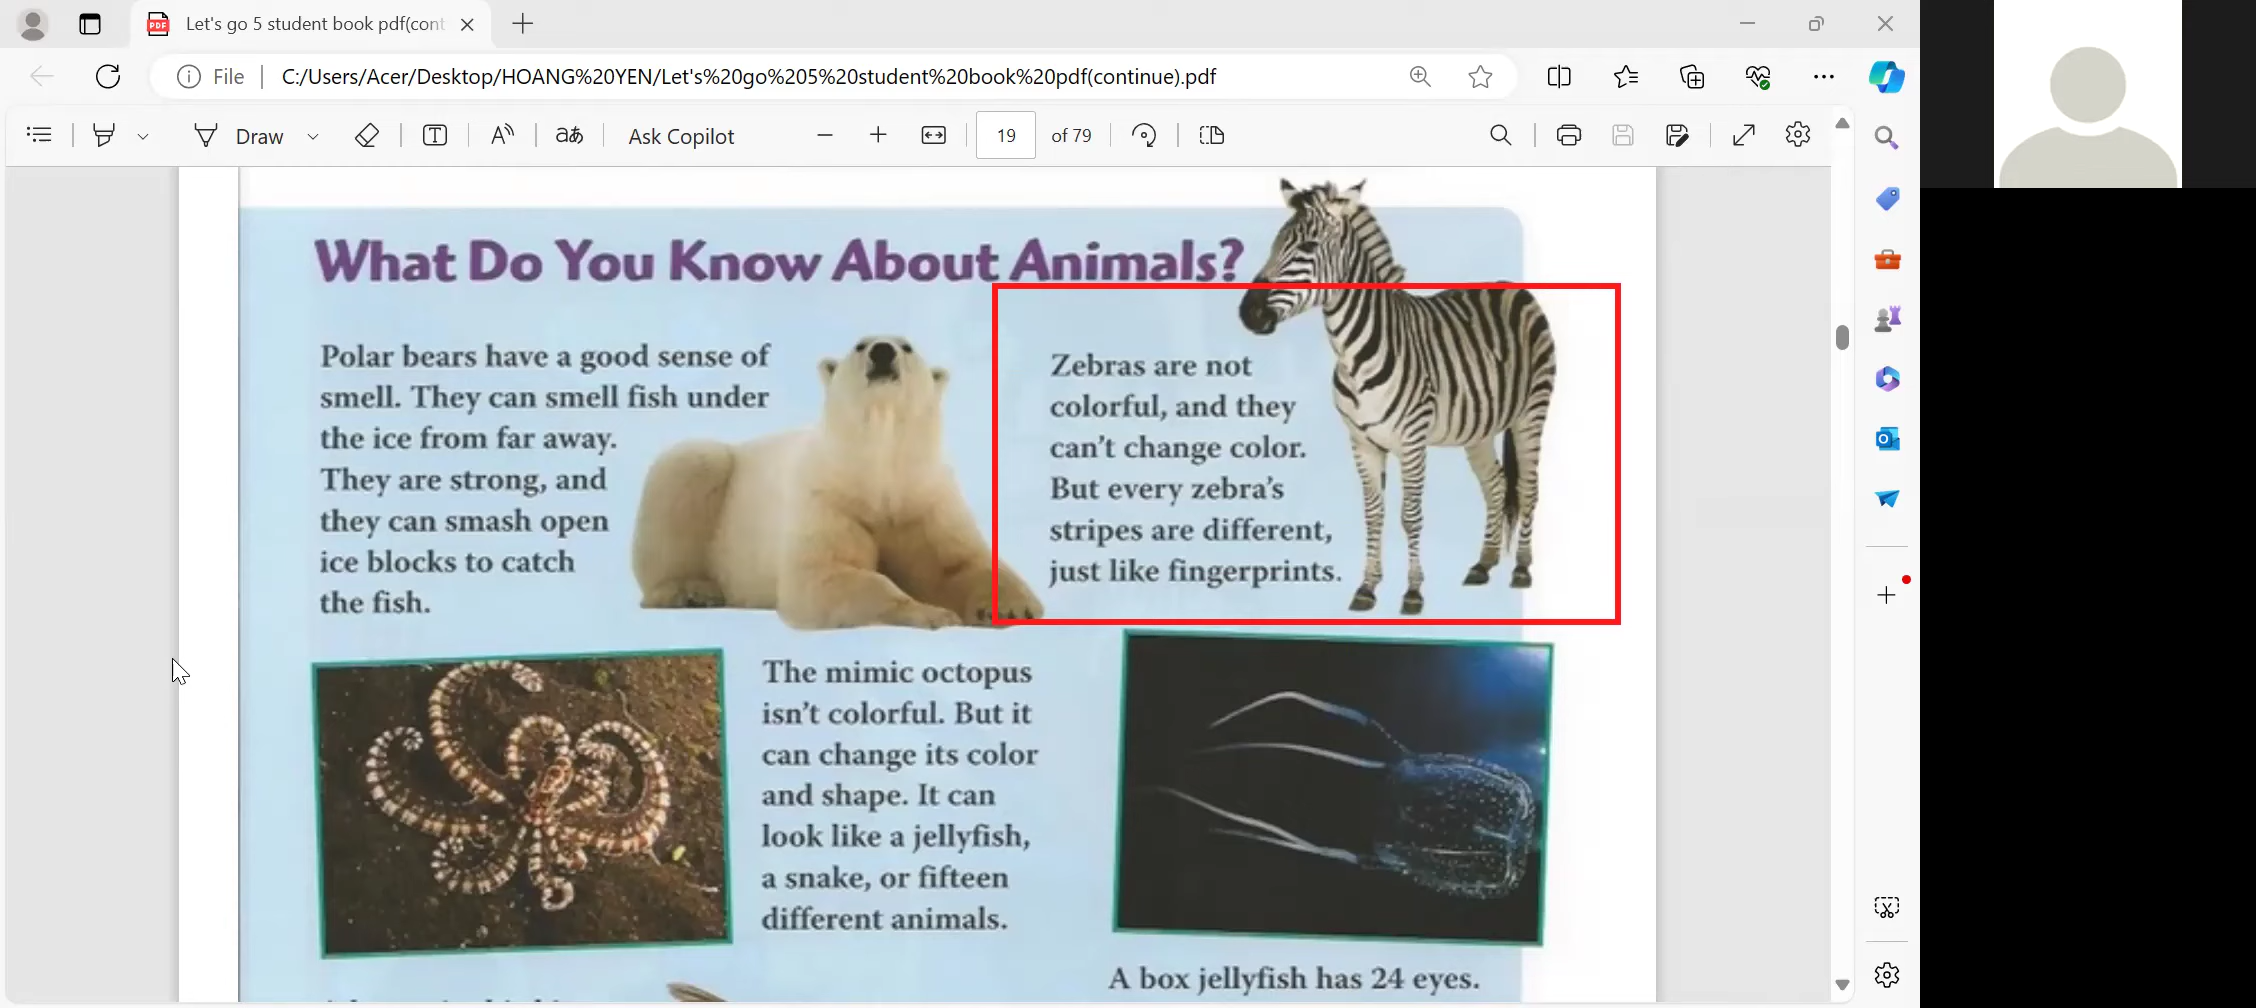 Let's go 5 student book pdf(cont
File
C:/Users/Acer/Desktop/HOANG%20YEN/Let's%20go%205%20student%20book%20pdf(continue).pdf
Draw
Ask Copilot
19
of 79
What Do You Know About Animals?
Polar bears have a good sense of
smell. They can smell fish under
the ice from far away.
They are strong, and
they can smash open
ice blocks to catch
the fish.
Zebras are not
colorful, and they
can't change color.
But every zebra's
stripes are different,
just like fingerprints.
The mimic octopus
isn't colorful. But it
can change its color
and shape. It can
look like a jellyfish,
a snake, or fifteen
different animals.
A box jellyfish has 24 eyes.